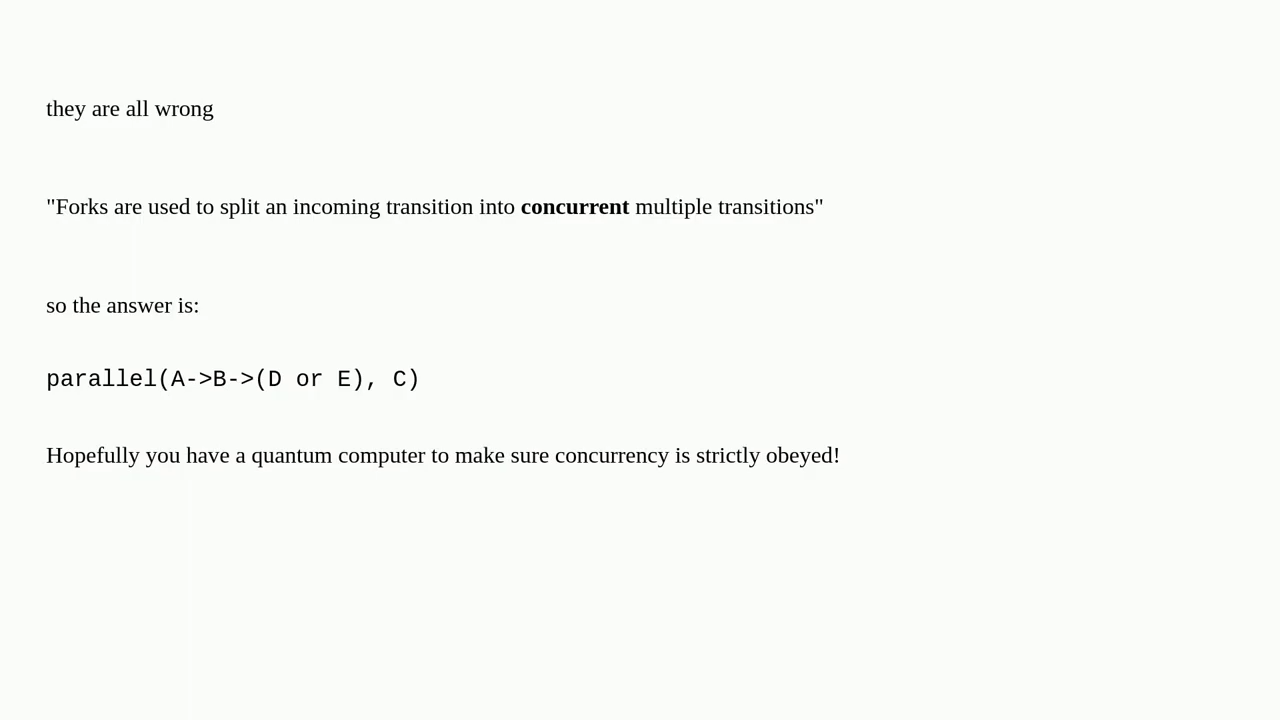 they are all wrong
"Forks are used to split an incoming transition into concurrent multiple transitions"
so the answer is:
parallel(A->B->(D or E), C)
Hopefully you have a quantum computer to make sure concurrency is strictly obeyed!